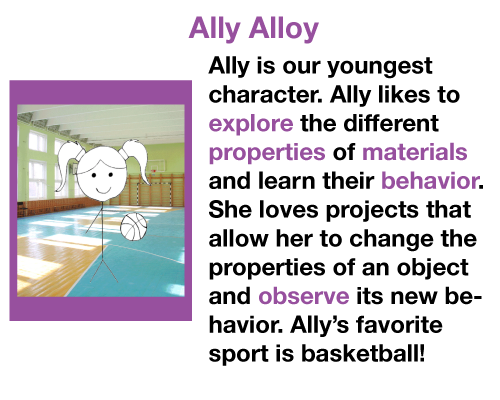 Ally Alloy
Ally is our youngest
character. Ally likes to
explore the different
properties of materials
and learn their behavior.
She loves projects that
allow her to change the
properties of an object
and observe its new be-
havior. Ally’s favorite
sport is basketball!